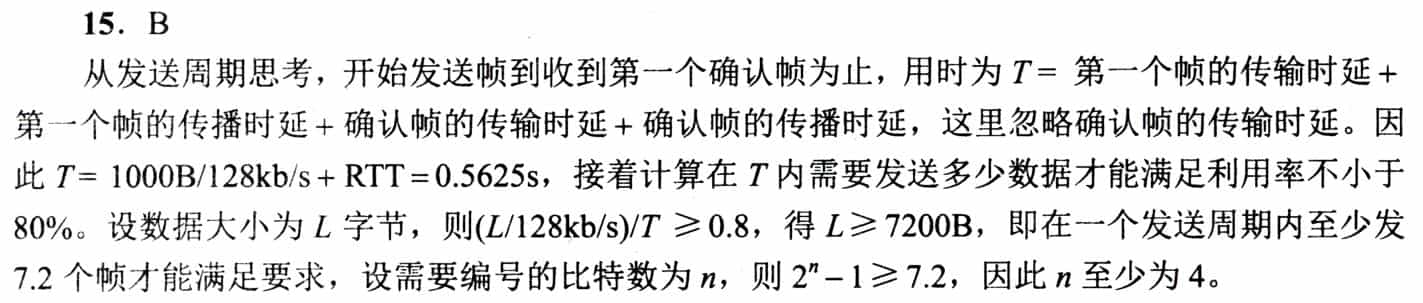 15. B
从发送周期思考，开始发送帧到收到第一个确认帧为止，用时为 T = 第一个帧的传输时延 +
第一个帧的传播时延 + 确认帧的传输时延 + 确认帧的传播时延，这里忽略确认帧的传输时延。因
此 T = 1000B/128kb/s + RTT = 0.5625s，接着计算在 T 内需要发送多少数据才能满足利用率不小于
80%。设数据大小为 L 字节，则(L/128kb/s)/T ≥ 0.8，得 L ≥ 7200B，即在一个发送周期内至少发
7.2 个帧才能满足要求，设需要编号的比特数为 n，则 2ⁿ − 1 ≥ 7.2，因此 n 至少为 4。